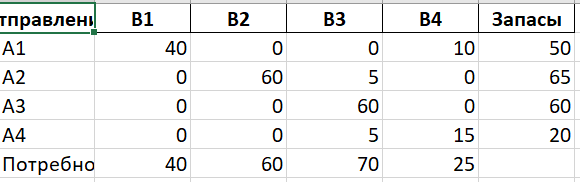 тправлени B1 B2 B3 B4 Запасы
A1 40 0 0 10 50
A2 0 60 5 0 65
A3 0 0 60 0 60
A4 0 0 5 15 20
Потребно 40 60 70 25